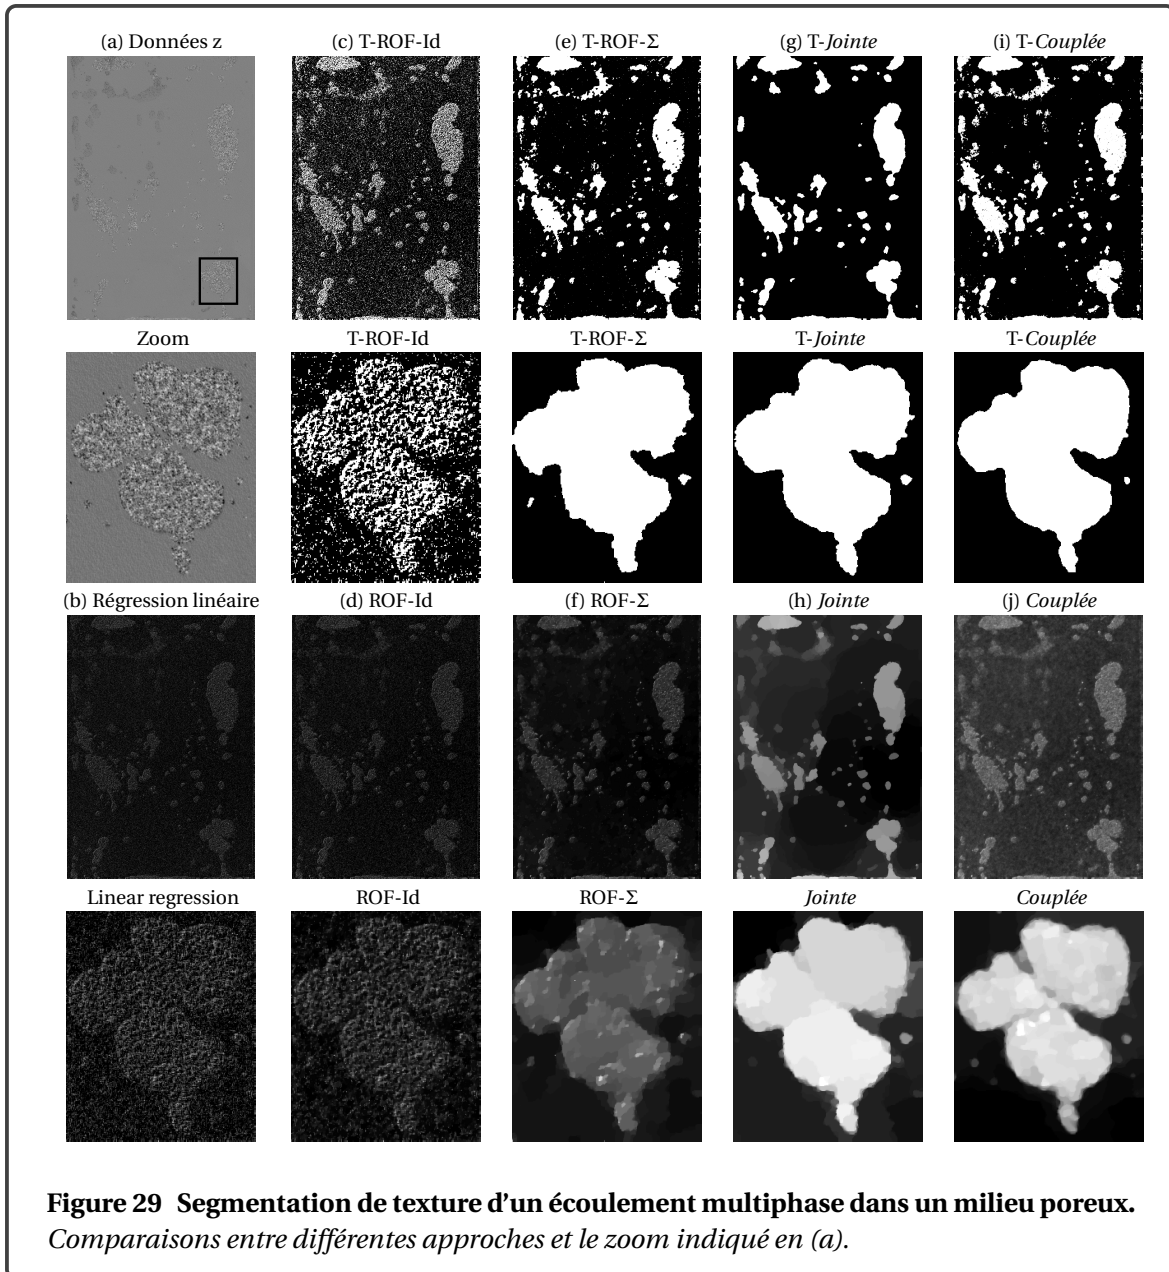 (a) Données z
(c) T-ROF-Id
(e) T-ROF-Σ
(g) T-Jointe
(i) T-Couplée
Zoom
T-ROF-Id
T-ROF-Σ
T-Jointe
T-Couplée
(b) Régression linéaire
(d) ROF-Id
(f) ROF-Σ
(h) Jointe
(j) Couplée
Linear regression
ROF-Id
ROF-Σ
Jointe
Couplée
Figure 29 Segmentation de texture d'un écoulement multiphase dans un milieu poreux.
Comparaisons entre différentes approches et le zoom indiqué en (a).